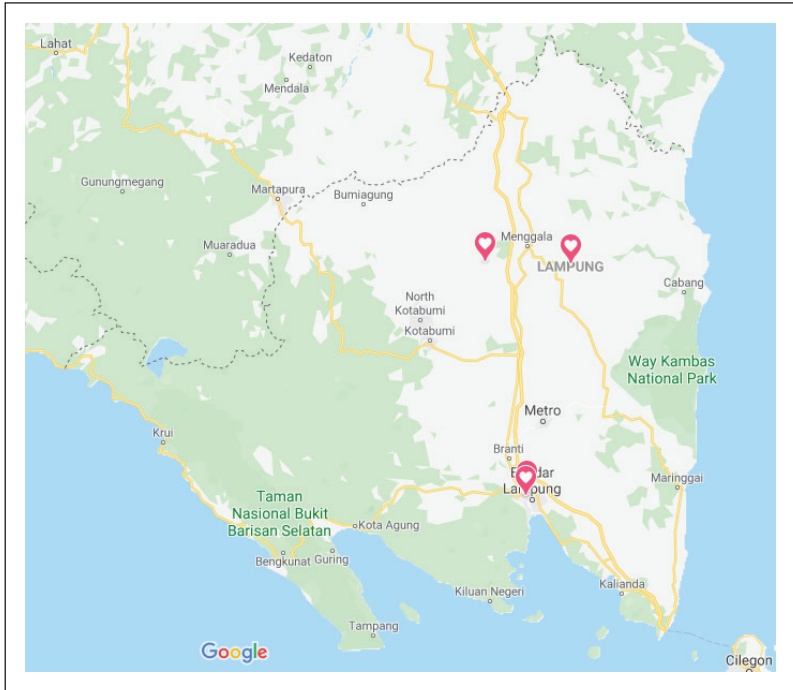 Lahat
Kedaton
Mendala
Gunungmegang
Martapura
Bumiagung
Muaradua
Menggala
LAMPUNG
Cabang
North
Kotabumi
Kotabumi
Way Kambas
National Park
Metro
Krui
Branti
Lampung
Maringgai
Taman
Nasional Bukit
Barisan Selatan
Kota Agung
Bengkunat
Guring
Kiluan Negeri
Kalianda
Tampang
Google
Cilegon